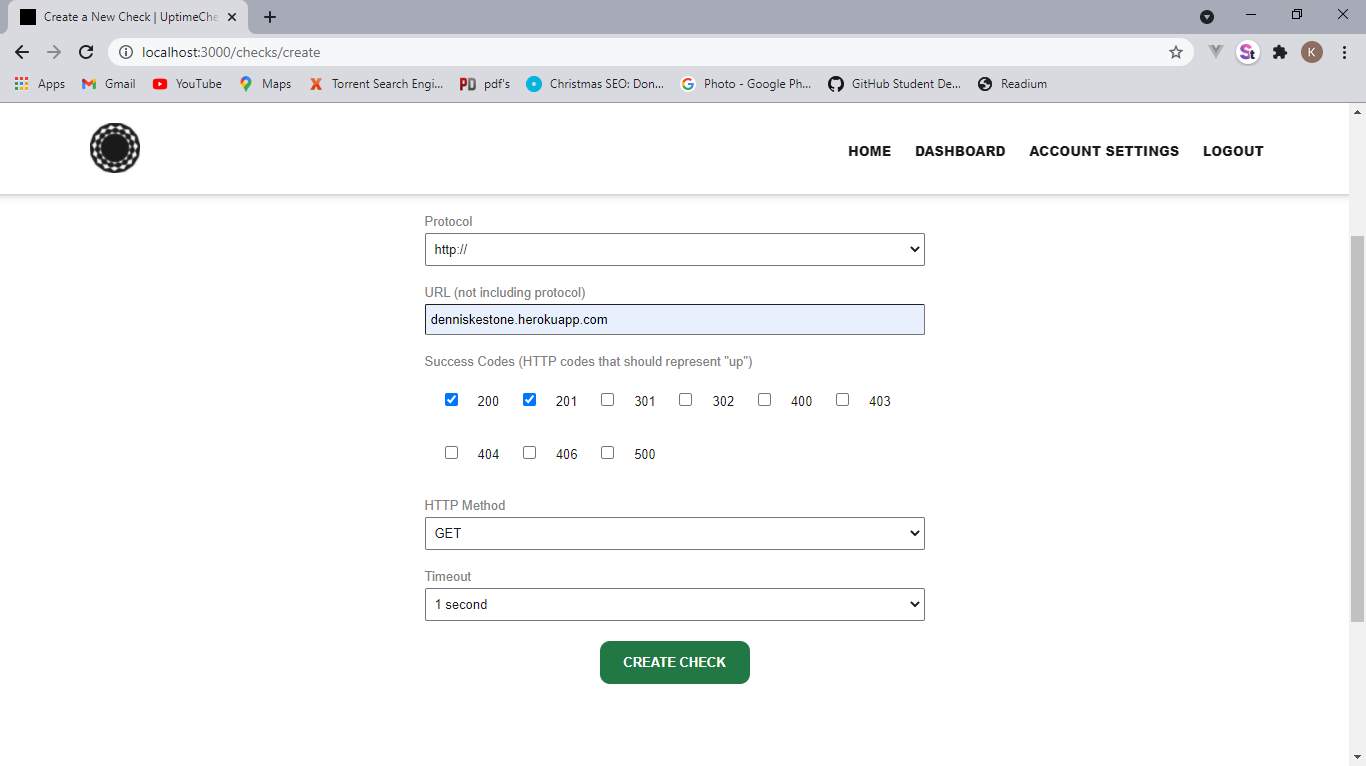 Create a New Check | UptimeChe
localhost:3000/checks/create
K
Apps Gmail YouTube Maps Torrent Search Engi... PD pdf's Christmas SEO: Don... Photo - Google Ph... GitHub Student De... Readium
HOME DASHBOARD ACCOUNT SETTINGS LOGOUT
Protocol
http://
URL (not including protocol)
denniskestone.herokuapp.com
Success Codes (HTTP codes that should represent "up")
200 201 301 302 400 403
404 406 500
HTTP Method
GET
Timeout
1 second
CREATE CHECK